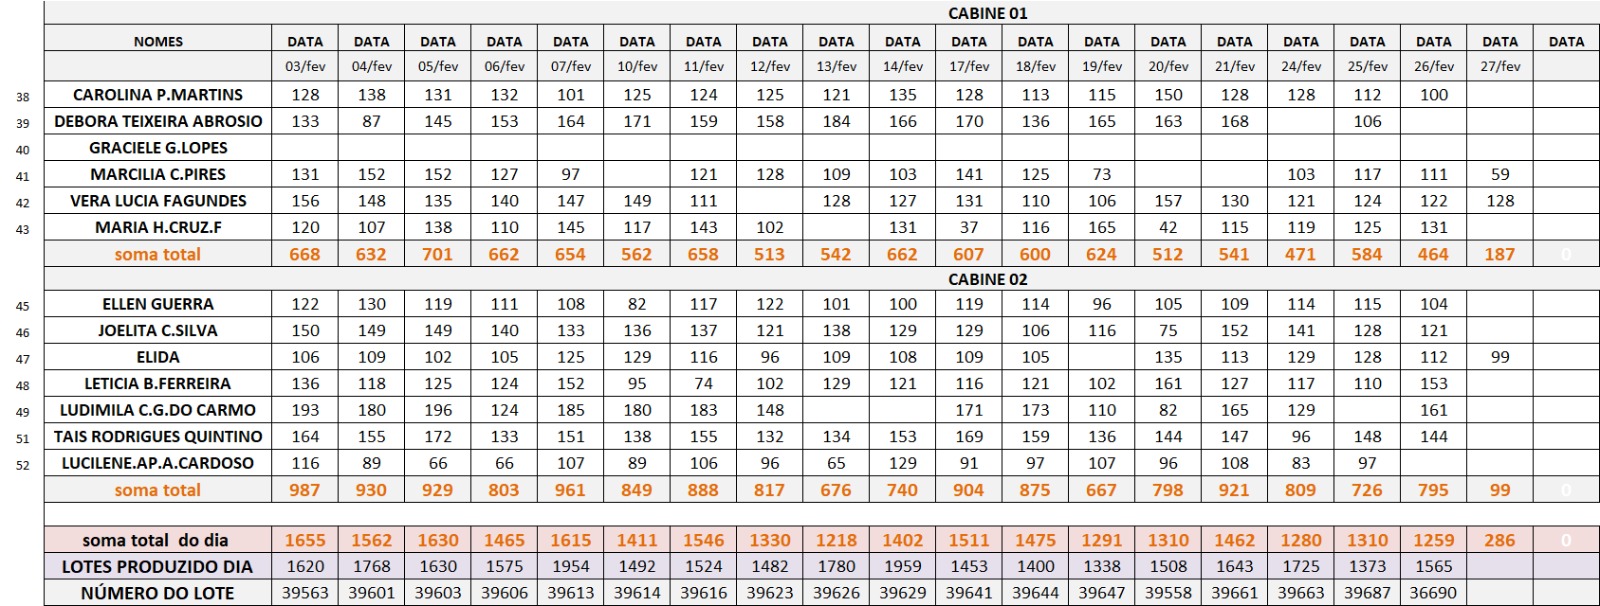 CABINE 01
NOMES DATA DATA DATA DATA DATA DATA DATA DATA DATA DATA DATA DATA DATA DATA DATA DATA DATA DATA DATA DATA
03/fev 04/fev 05/fev 06/fev 07/fev 10/fev 11/fev 12/fev 13/fev 14/fev 17/fev 18/fev 19/fev 20/fev 21/fev 24/fev 25/fev 26/fev 27/fev
38 CAROLINA P.MARTINS 128 138 131 132 101 125 124 125 121 135 128 113 115 150 128 128 112 100
39 DEBORA TEIXEIRA ABROSIO 133 87 145 153 164 171 159 158 184 166 170 136 165 163 168 106
40 GRACIELE G.LOPES
41 MARCILIA C.PIRES 131 152 152 127 97 121 128 109 103 141 125 73 103 117 111 59
42 VERA LUCIA FAGUNDES 156 148 135 140 147 149 111 128 127 131 110 106 157 130 121 124 122 128
43 MARIA H.CRUZ.F 120 107 138 110 145 117 143 102 131 37 116 165 42 115 119 125 131
soma total 668 632 701 662 654 562 658 513 542 662 607 600 624 512 541 471 584 464 187 0
CABINE 02
45 ELLEN GUERRA 122 130 119 111 108 82 117 122 101 100 119 114 96 105 109 114 115 104
46 JOELITA C.SILVA 150 149 149 140 133 136 137 121 138 129 129 106 116 75 152 141 128 121
47 ELIDA 106 109 102 105 125 129 116 96 109 108 109 105 135 113 129 128 112 99
48 LETICIA B.FERREIRA 136 118 125 124 152 95 74 102 129 121 116 121 102 161 127 117 110 153
49 LUDIMILA C.G.DO CARMO 193 180 196 124 185 180 183 148 171 173 110 82 165 129 161
51 TAIS RODRIGUES QUINTINO 164 155 172 133 151 138 155 132 134 153 169 159 136 144 147 96 148 144
52 LUCILENE.AP.A.CARDOSO 116 89 66 66 107 89 106 96 65 129 91 97 107 96 108 83 97
soma total 987 930 929 803 961 849 888 817 676 740 904 875 667 798 921 809 726 795 99 0
soma total do dia 1655 1562 1630 1465 1615 1411 1546 1330 1218 1402 1511 1475 1291 1310 1462 1280 1310 1259 286 0
LOTES PRODUZIDO DIA 1620 1768 1630 1575 1954 1492 1524 1482 1780 1959 1453 1400 1338 1508 1643 1725 1373 1565
NÚMERO DO LOTE 39563 39601 39603 39606 39613 39614 39616 39623 39626 39629 39641 39644 39647 39558 39661 39663 39687 36690